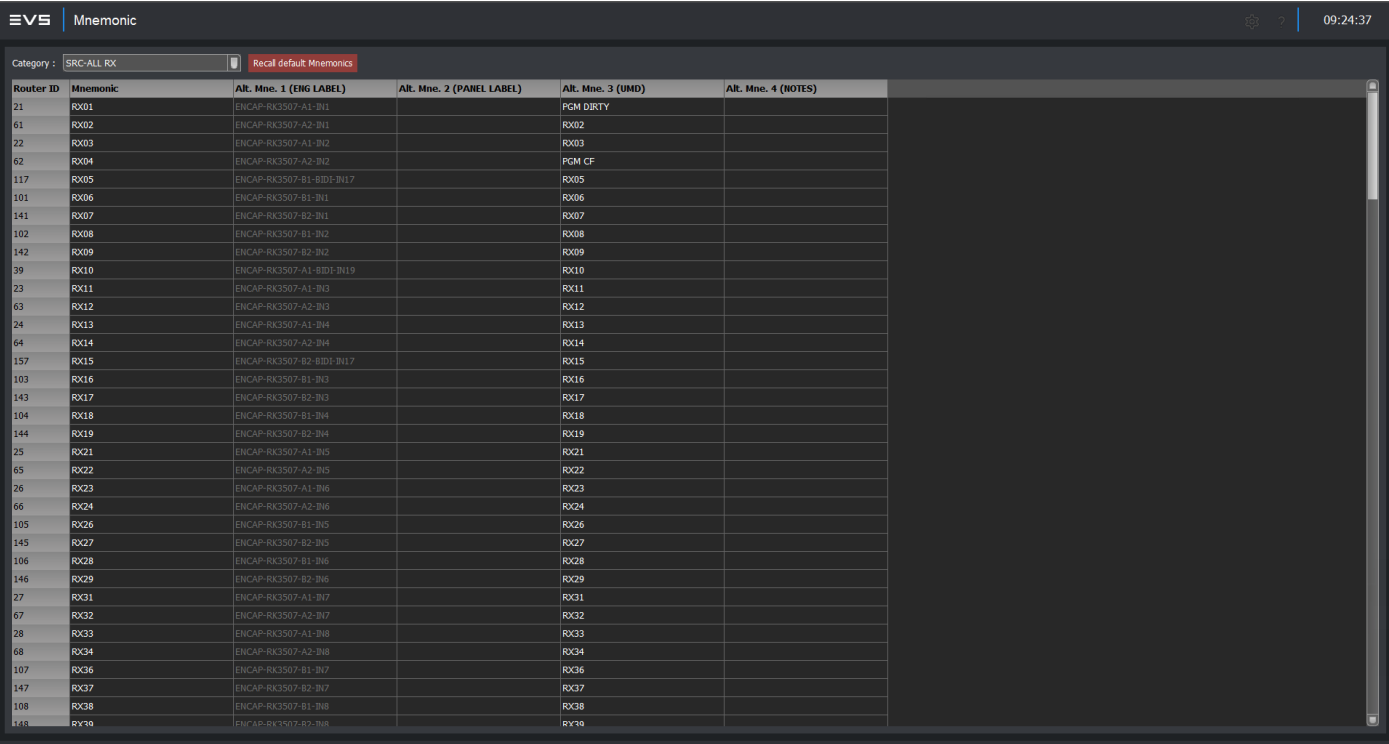 EVS Mnemonic 09:24:37
Category : SRC-ALL RX Recall default Mnemonics
Router ID Mnemonic Alt. Mne. 1 (ENG LABEL) Alt. Mne. 2 (PANEL LABEL) Alt. Mne. 3 (UMD) Alt. Mne. 4 (NOTES)
21 RX01 ENCAP-RK3507-A1-IN1 PGM DIRTY
61 RX02 ENCAP-RK3507-A2-IN1 RX02
22 RX03 ENCAP-RK3507-A1-IN2 RX03
62 RX04 ENCAP-RK3507-A2-IN2 PGM CF
117 RX05 ENCAP-RK3507-B1-BIDI-IN17 RX05
101 RX06 ENCAP-RK3507-B1-IN1 RX06
141 RX07 ENCAP-RK3507-B2-IN1 RX07
102 RX08 ENCAP-RK3507-B1-IN2 RX08
142 RX09 ENCAP-RK3507-B2-IN2 RX09
39 RX10 ENCAP-RK3507-A1-BIDI-IN19 RX10
23 RX11 ENCAP-RK3507-A1-IN3 RX11
63 RX12 ENCAP-RK3507-A2-IN3 RX12
24 RX13 ENCAP-RK3507-A1-IN4 RX13
64 RX14 ENCAP-RK3507-A2-IN4 RX14
157 RX15 ENCAP-RK3507-B2-BIDI-IN17 RX15
103 RX16 ENCAP-RK3507-B1-IN3 RX16
143 RX17 ENCAP-RK3507-B2-IN3 RX17
104 RX18 ENCAP-RK3507-B1-IN4 RX18
144 RX19 ENCAP-RK3507-B2-IN4 RX19
25 RX21 ENCAP-RK3507-A1-IN5 RX21
65 RX22 ENCAP-RK3507-A2-IN5 RX22
26 RX23 ENCAP-RK3507-A1-IN6 RX23
66 RX24 ENCAP-RK3507-A2-IN6 RX24
105 RX26 ENCAP-RK3507-B1-IN5 RX26
145 RX27 ENCAP-RK3507-B2-IN5 RX27
106 RX28 ENCAP-RK3507-B1-IN6 RX28
146 RX29 ENCAP-RK3507-B2-IN6 RX29
27 RX31 ENCAP-RK3507-A1-IN7 RX31
67 RX32 ENCAP-RK3507-A2-IN7 RX32
28 RX33 ENCAP-RK3507-A1-IN8 RX33
68 RX34 ENCAP-RK3507-A2-IN8 RX34
107 RX36 ENCAP-RK3507-B1-IN7 RX36
147 RX37 ENCAP-RK3507-B2-IN7 RX37
108 RX38 ENCAP-RK3507-B1-IN8 RX38
148 RX39 ENCAP-RK3507-B2-IN8 RX39